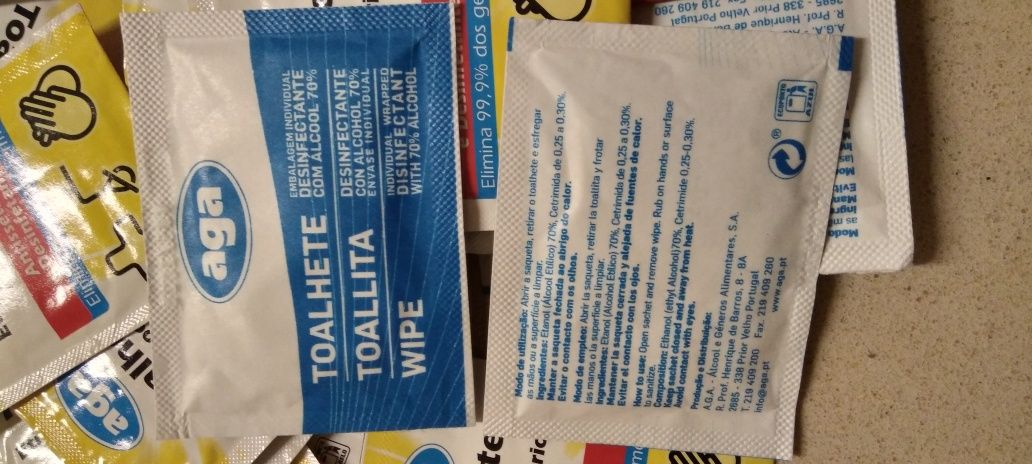 aga
TOALHETE
EMBALAGEM INDIVIDUAL
DESINFECTANTE
COM ÁLCOOL 70%
TOALLITA
DESINFECTANTE
CON ALCOHOL 70%
ENVASE INDIVIDUAL
WIPE
INDIVIDUAL WRAPPED
DISINFECTANT
WITH 70% ALCOHOL
Modo de utilização: Abrir a saqueta, retirar o toalhete e esfregar
as mãos ou a superfície a limpar.
Ingredientes: Etanol (Álcool Etílico) 70%, Cetrimida de 0,25 a 0,30%.
Manter a saqueta fechada ao abrigo do calor.
Evitar o contacto com os olhos.
Modo de empleo: Abrir la saqueta, retirar la toallita y frotar
las manos o la superficie a limpiar.
Ingredientes: Etanol (Alcohol Etílico) 70%, Cetrimida de 0,25 a 0,30%.
Mantener la saqueta cerrada y alejada de fuentes de calor.
Evitar el contacto con los ojos.
How to use: Open sachet and remove wipe. Rub on hands or surface
to sanitize.
Composition: Ethanol (ethyl Alcohol) 70%, Cetrimide 0,25-0,30%.
Keep sachet closed and away from heat.
Avoid contact with eyes.
Produção e Distribuição:
A.G.A. - Álcool e Géneros Alimentares, S.A.
R. Prof. Henrique de Barros, 8 - 8A
2685 - 338 Prior Velho Portugal
T. 219 409 280 Fax. 219 409 260
info@aga.pt www.aga.pt
ECOPONTO
AZUL
®
Elimina 99,9% dos ge
aga
A.G.A.
R. Prof. Henrique de
2685 - 338 Prior Velho Portugal
219 409 260